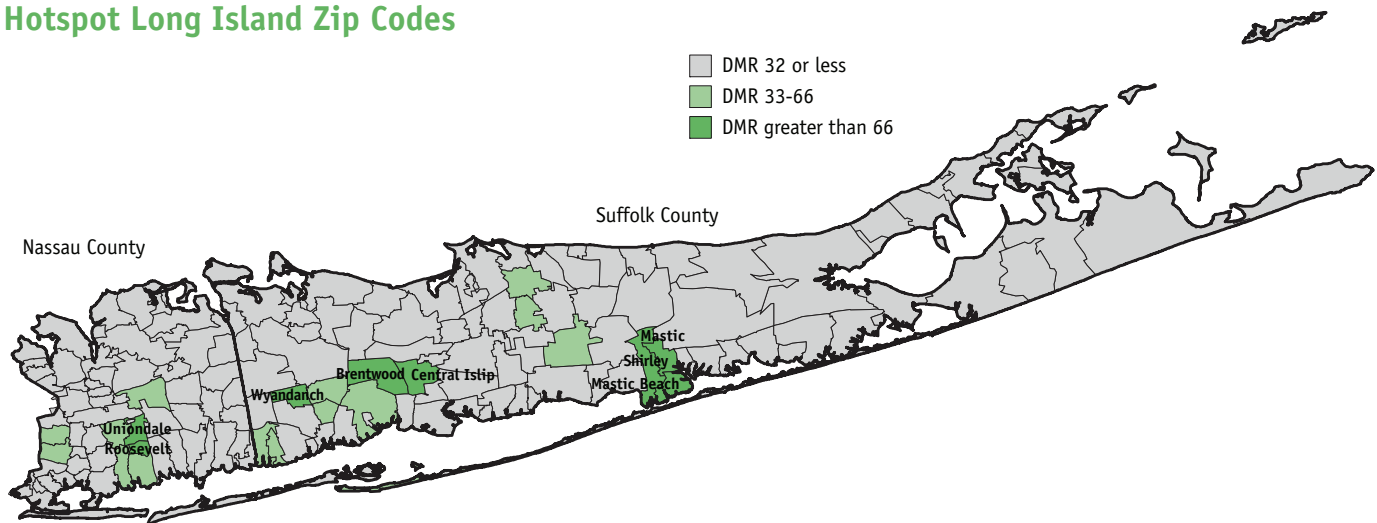 Hotspot Long Island Zip Codes
DMR 32 or less
DMR 33-66
DMR greater than 66
Suffolk County
Nassau County
Mastic
Shirley
Brentwood
Central Islip
Mastic Beach
Wyandanch
Uniondale
Roosevelt